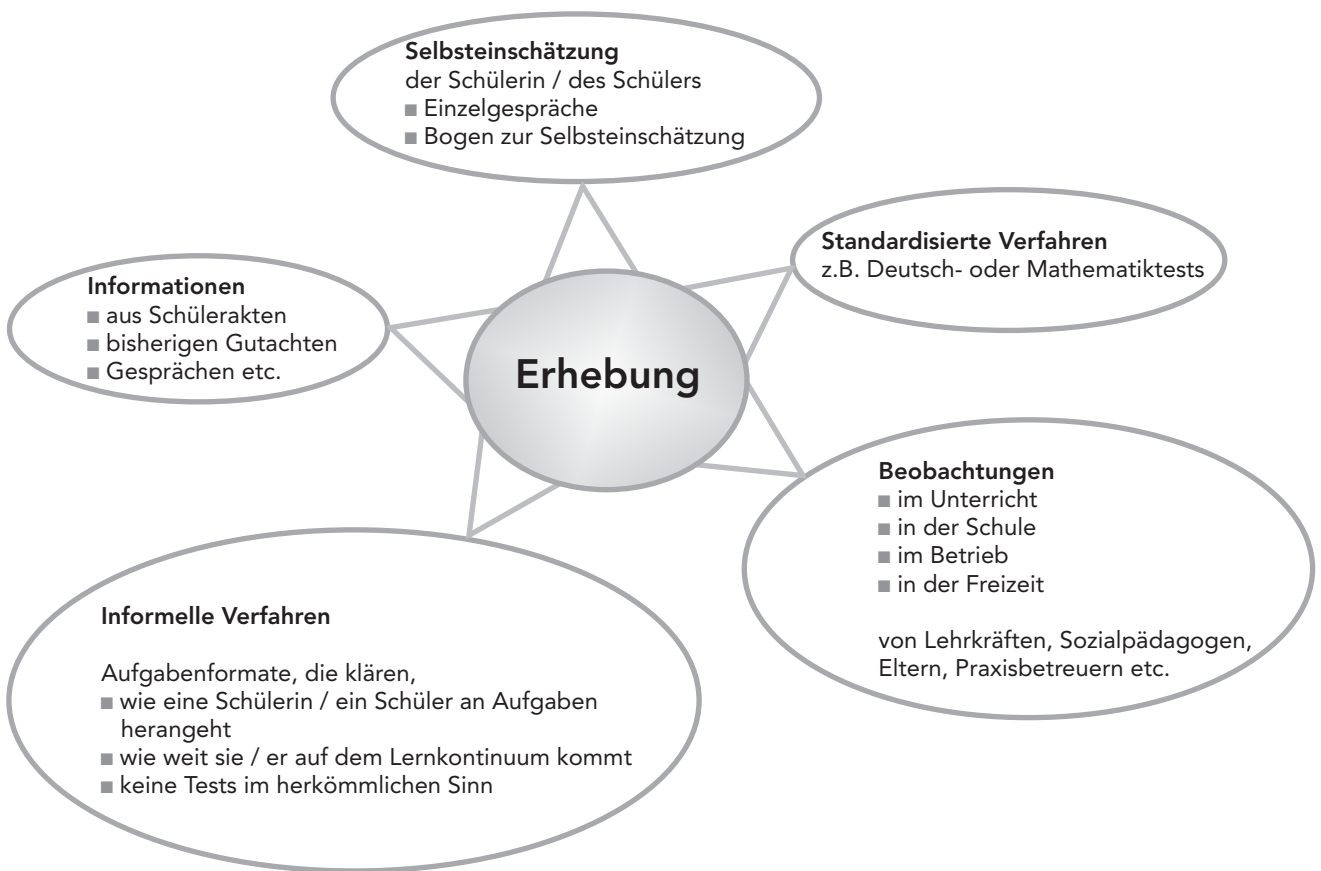 Selbsteinschätzung
der Schülerin / des Schülers
■ Einzelgespräche
■ Bogen zur Selbsteinschätzung
Standardisierte Verfahren
z.B. Deutsch- oder Mathematiktests
Informationen
■ aus Schülerakten
■ bisherigen Gutachten
■ Gesprächen etc.
Erhebung
Beobachtungen
■ im Unterricht
■ in der Schule
■ im Betrieb
■ in der Freizeit
von Lehrkräften, Sozialpädagogen,
Eltern, Praxisbetreuern etc.
Informelle Verfahren
Aufgabenformate, die klären,
■ wie eine Schülerin / ein Schüler an Aufgaben
herangeht
■ wie weit sie / er auf dem Lernkontinuum kommt
■ keine Tests im herkömmlichen Sinn